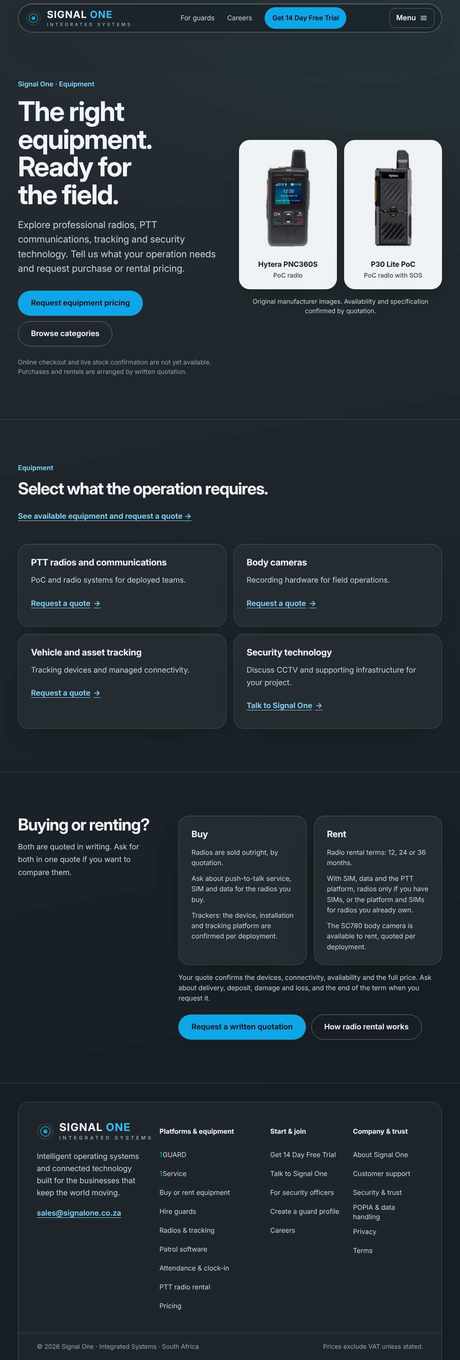 SIGNAL ONE
INTEGRATED SYSTEMS
For guards
Careers
Get 14 Day Free Trial
Menu
Signal One · Equipment
The right
equipment.
Ready for
the field.
Explore professional radios, PTT
communications, tracking and security
technology. Tell us what your operation needs
and request purchase or rental pricing.
Request equipment pricing
Browse categories
Online checkout and live stock confirmation are not yet available.
Purchases and rentals are arranged by written quotation.
Hytera PNC360S
PoC radio
P30 Lite PoC
PoC radio with SOS
Original manufacturer images. Availability and specification
confirmed by quotation.
Equipment
Select what the operation requires.
See available equipment and request a quote →
PTT radios and communications
PoC and radio systems for deployed teams.
Request a quote →
Body cameras
Recording hardware for field operations.
Request a quote →
Vehicle and asset tracking
Tracking devices and managed connectivity.
Request a quote →
Security technology
Discuss CCTV and supporting infrastructure for
your project.
Talk to Signal One →
Buying or renting?
Both are quoted in writing. Ask for
both in one quote if you want to
compare them.
Buy
Radios are sold outright, by
quotation.
Ask about push-to-talk service,
SIM and data for the radios you
buy.
Trackers: the device, installation
and tracking platform are
confirmed per deployment.
Rent
Radio rental terms: 12, 24 or 36
months.
With SIM, data and the PTT
platform, radios only if you have
SIMs, or the platform and SIMs
for radios you already own.
The SC780 body camera is
available to rent, quoted per
deployment.
Your quote confirms the devices, connectivity, availability and the full price. Ask
about delivery, deposit, damage and loss, and the end of the term when you
request it.
Request a written quotation
How radio rental works
SIGNAL ONE
INTEGRATED SYSTEMS
Intelligent operating systems
and connected technology
built for the businesses that
keep the world moving.
sales@signalone.co.za
Platforms & equipment
1GUARD
1Service
Buy or rent equipment
Hire guards
Radios & tracking
Patrol software
Attendance & clock-in
PTT radio rental
Pricing
Start & join
Get 14 Day Free Trial
Talk to Signal One
For security officers
Create a guard profile
Careers
Company & trust
About Signal One
Customer support
Security & trust
POPIA & data
handling
Privacy
Terms
© 2026 Signal One · Integrated Systems · South Africa
Prices exclude VAT unless stated.